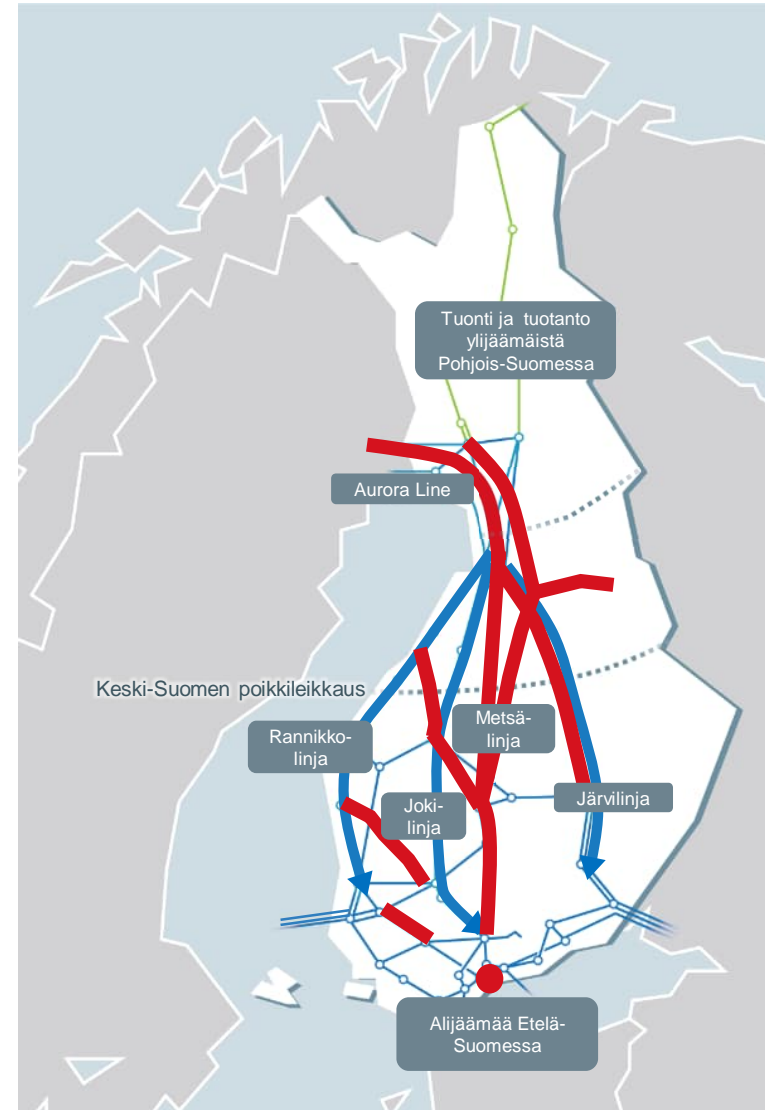 Tuonti ja tuotanto
ylijäämäistä
Pohjois-Suomessa
Aurora Line
Keski-Suomen poikkileikkaus
Metsä-
linja
Rannikko-
linja
Joki-
linja
Järvilinja
Alijäämää Etelä-
Suomessa